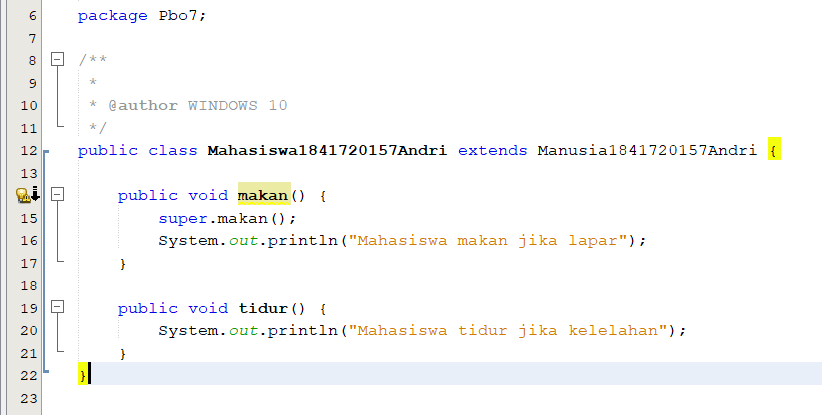 6 package Pbo7;
7
8 /**
9 *
10 * @author WINDOWS 10
11 */
12 public class Mahasiswa1841720157Andri extends Manusia1841720157Andri {
13
public void makan() {
15 super.makan();
16 System.out.println("Mahasiswa makan jika lapar");
17 }
18
19 public void tidur() {
20 System.out.println("Mahasiswa tidur jika kelelahan");
21 }
22 }
23